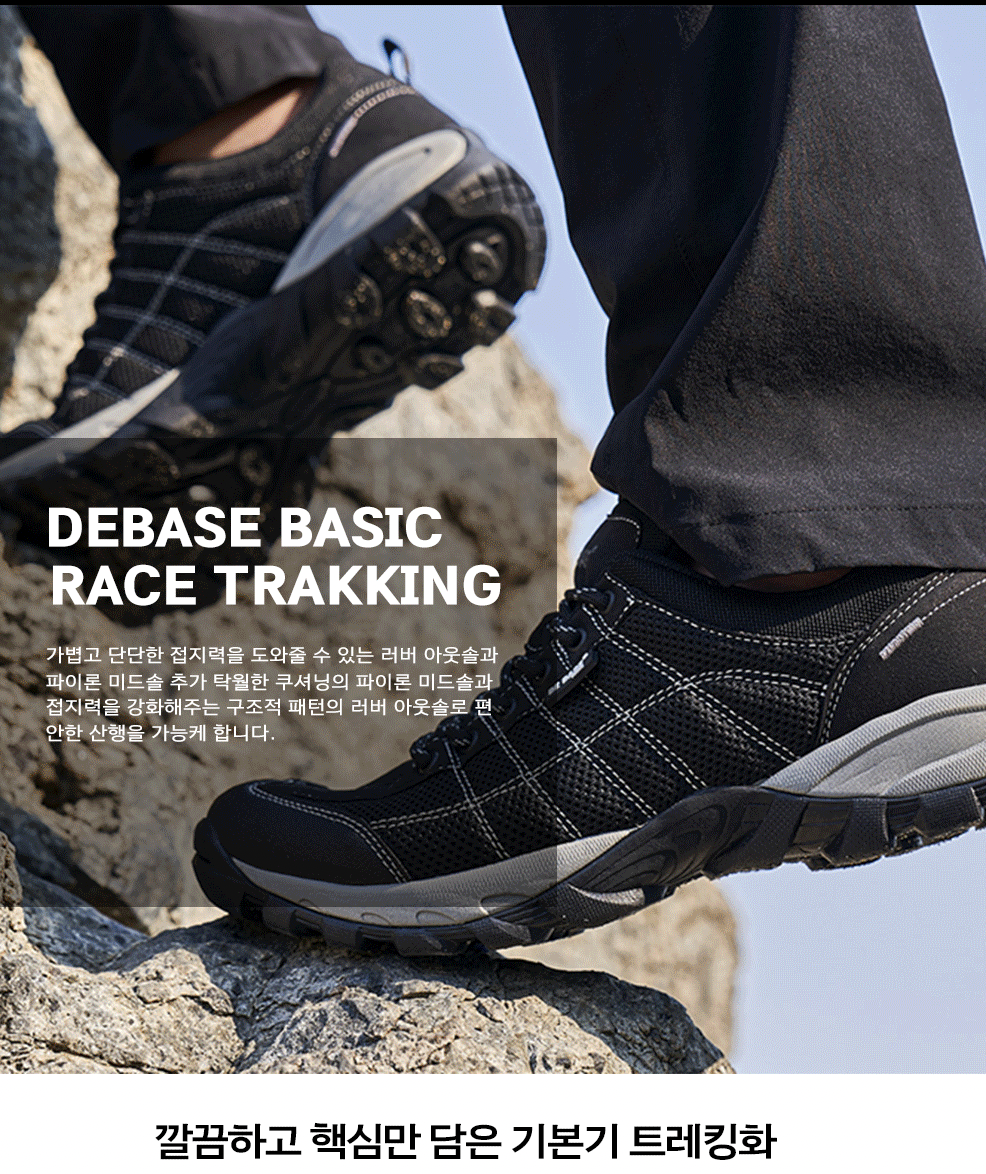 DEBASE BASIC
RACE TRAKKING
가볍고 단단한 접지력을 도와줄 수 있는 러버 아웃솔과
파이론 미드솔 추가 탁월한 쿠셔닝의 파이론 미드솔과
접지력을 강화해주는 구조적 패턴의 러버 아웃솔로 편
안한 산행을 가능케 합니다.
깔끔하고 핵심만 담은 기본기 트레킹화